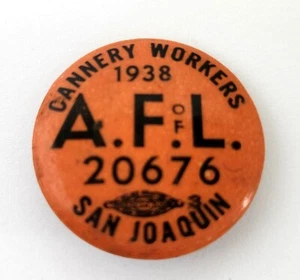 CANNERY WORKERS
1938
A.F. OF L.
20676
SAN JOAQUIN